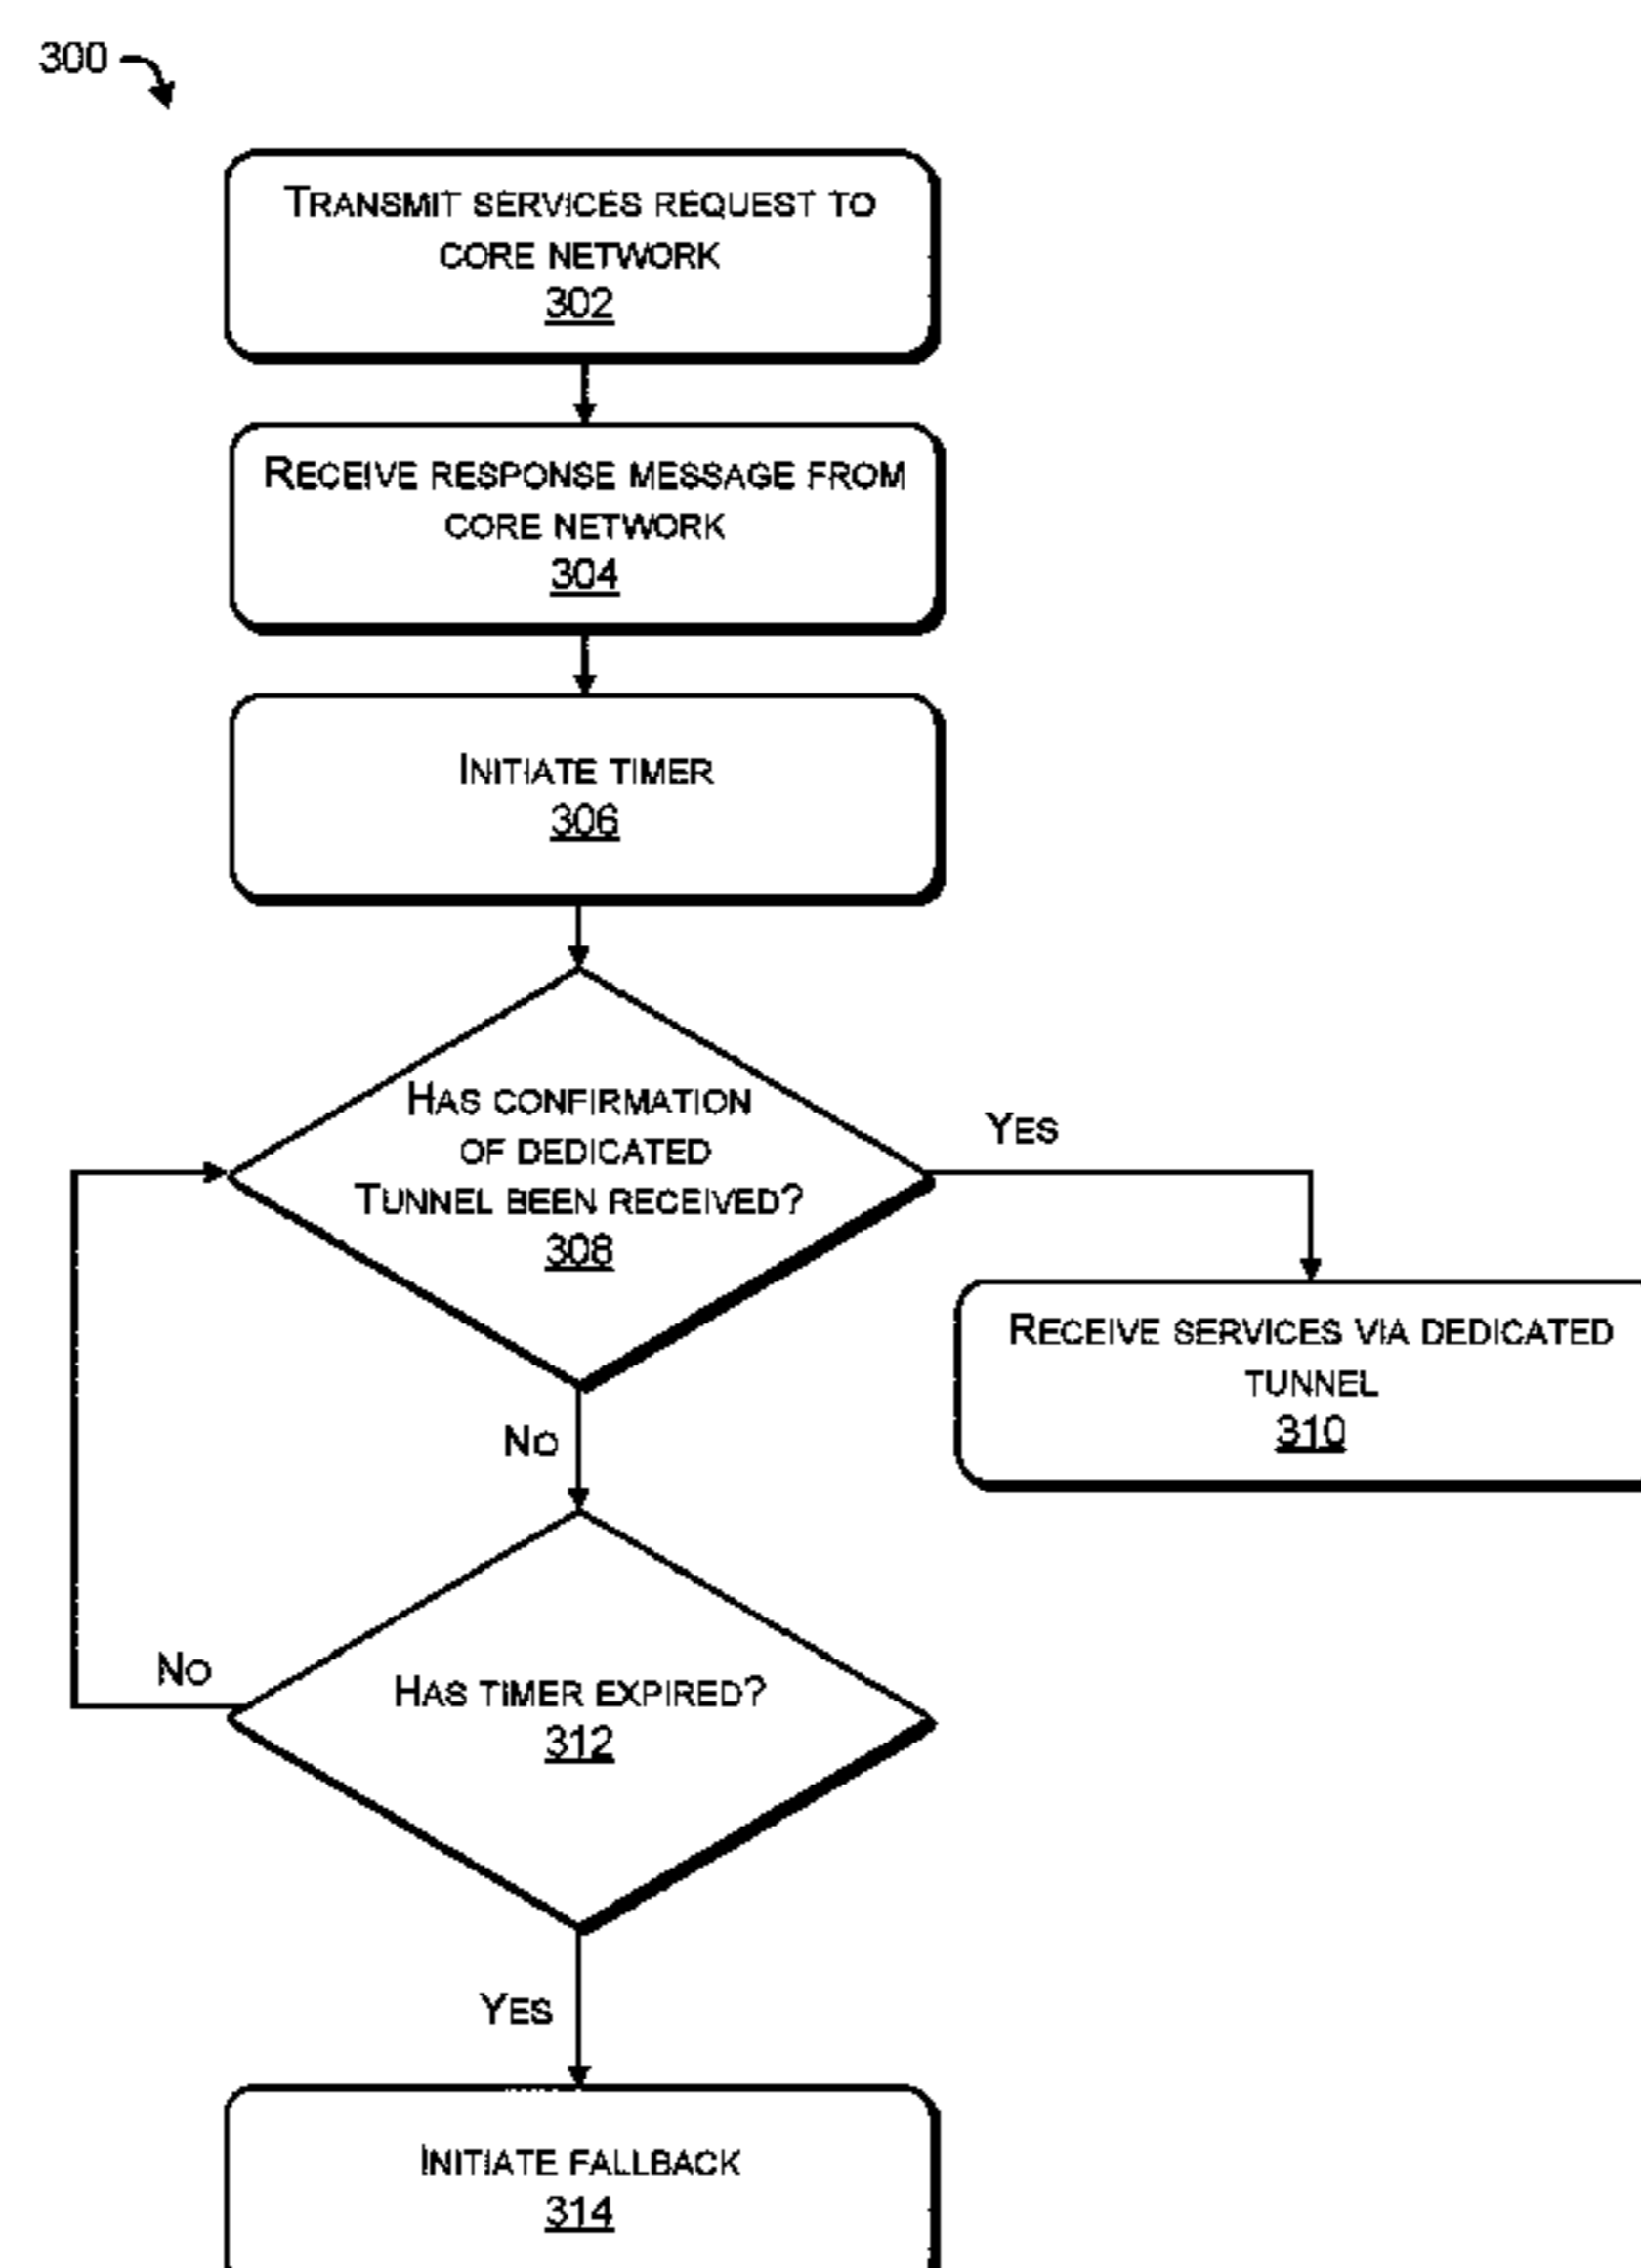 300
TRANSMIT SERVICES REQUEST TO
CORE NETWORK
302
RECEIVE RESPONSE MESSAGE FROM
CORE NETWORK
304
INITIATE TIMER
306
HAS CONFIRMATION
OF DEDICATED
TUNNEL BEEN RECEIVED?
308
YES
RECEIVE SERVICES VIA DEDICATED
TUNNEL
310
NO
NO
HAS TIMER EXPIRED?
312
YES
INITIATE FALLBACK
314